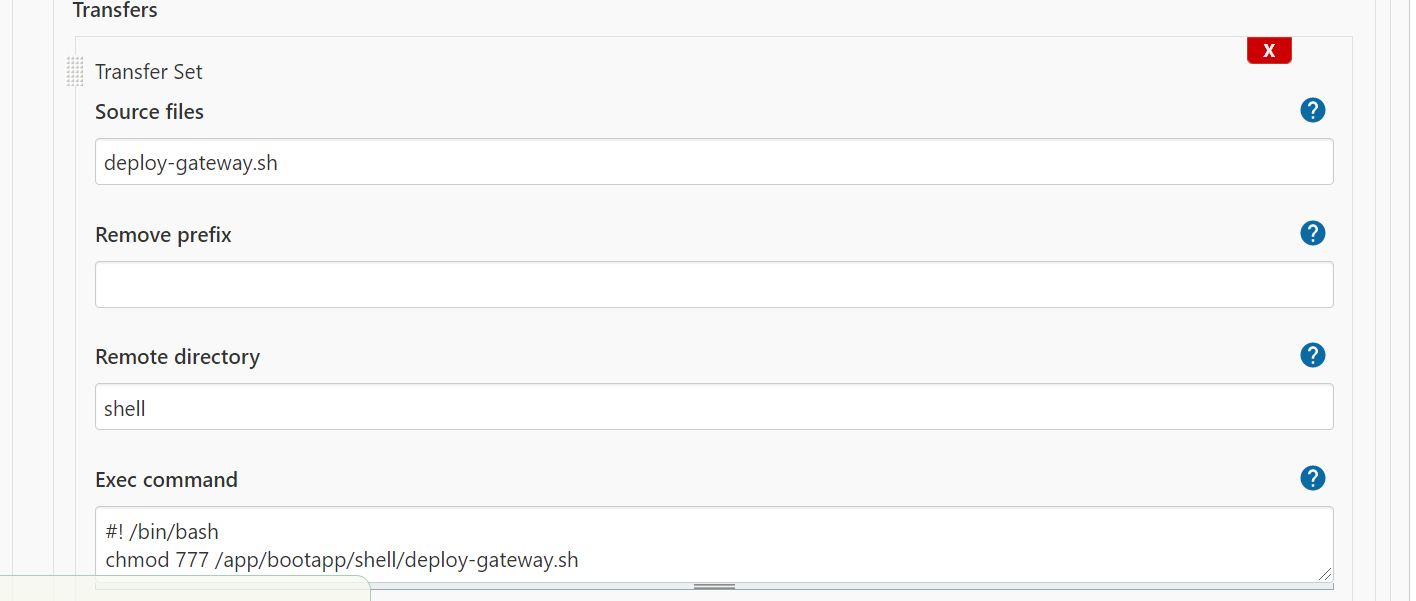 Transfers
X
Transfer Set
Source files
?
deploy-gateway.sh
Remove prefix
?
Remote directory
?
shell
Exec command
?
#! /bin/bash
chmod 777 /app/bootapp/shell/deploy-gateway.sh